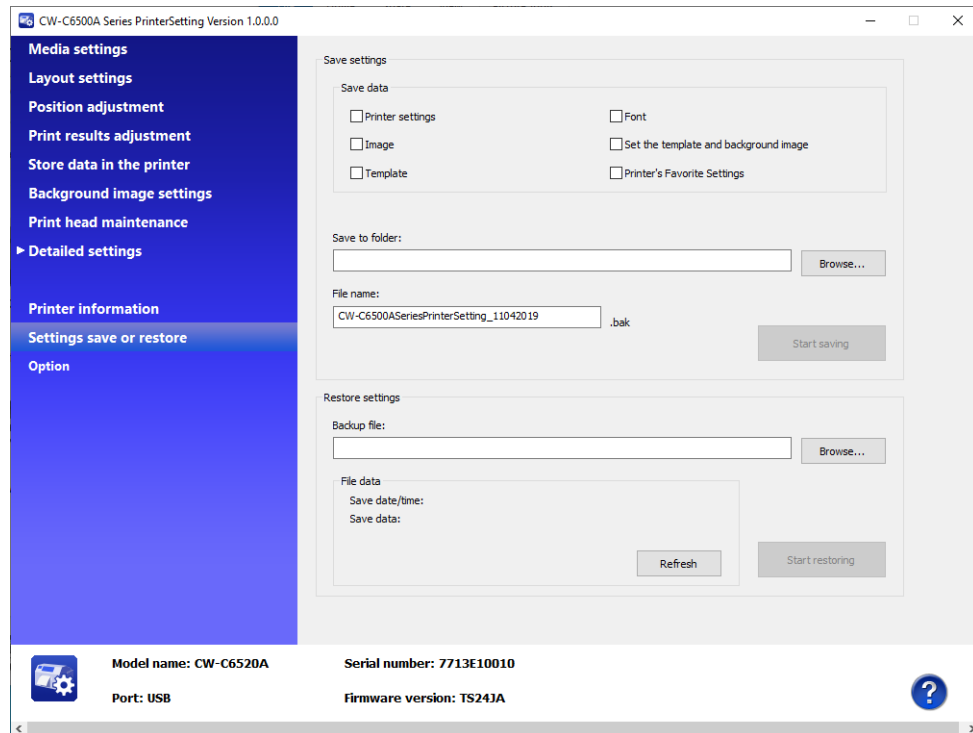 CW-C6500A Series PrinterSetting Version 1.0.0.0
Media settings
Layout settings
Position adjustment
Print results adjustment
Store data in the printer
Background image settings
Print head maintenance
Detailed settings
Printer information
Settings save or restore
Option
Save settings
Save data
Printer settings
Font
Image
Set the template and background image
Template
Printer's Favorite Settings
Save to folder:
Browse...
File name:
CW-C6500ASeriesPrinterSetting_11042019
.bak
Start saving
Restore settings
Backup file:
Browse...
File data
Save date/time:
Save data:
Refresh
Start restoring
Model name: CW-C6520A
Serial number: 7713E10010
Port: USB
Firmware version: TS24JA
?